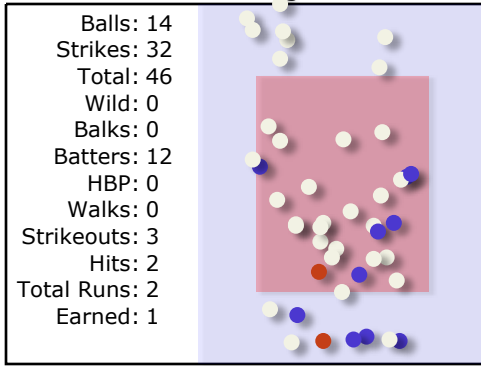 Balls: 14
Strikes: 32
Total: 46
Wild: 0
Balks: 0
Batters: 12
HBP: 0
Walks: 0
Strikeouts: 3
Hits: 2
Total Runs: 2
Earned: 1